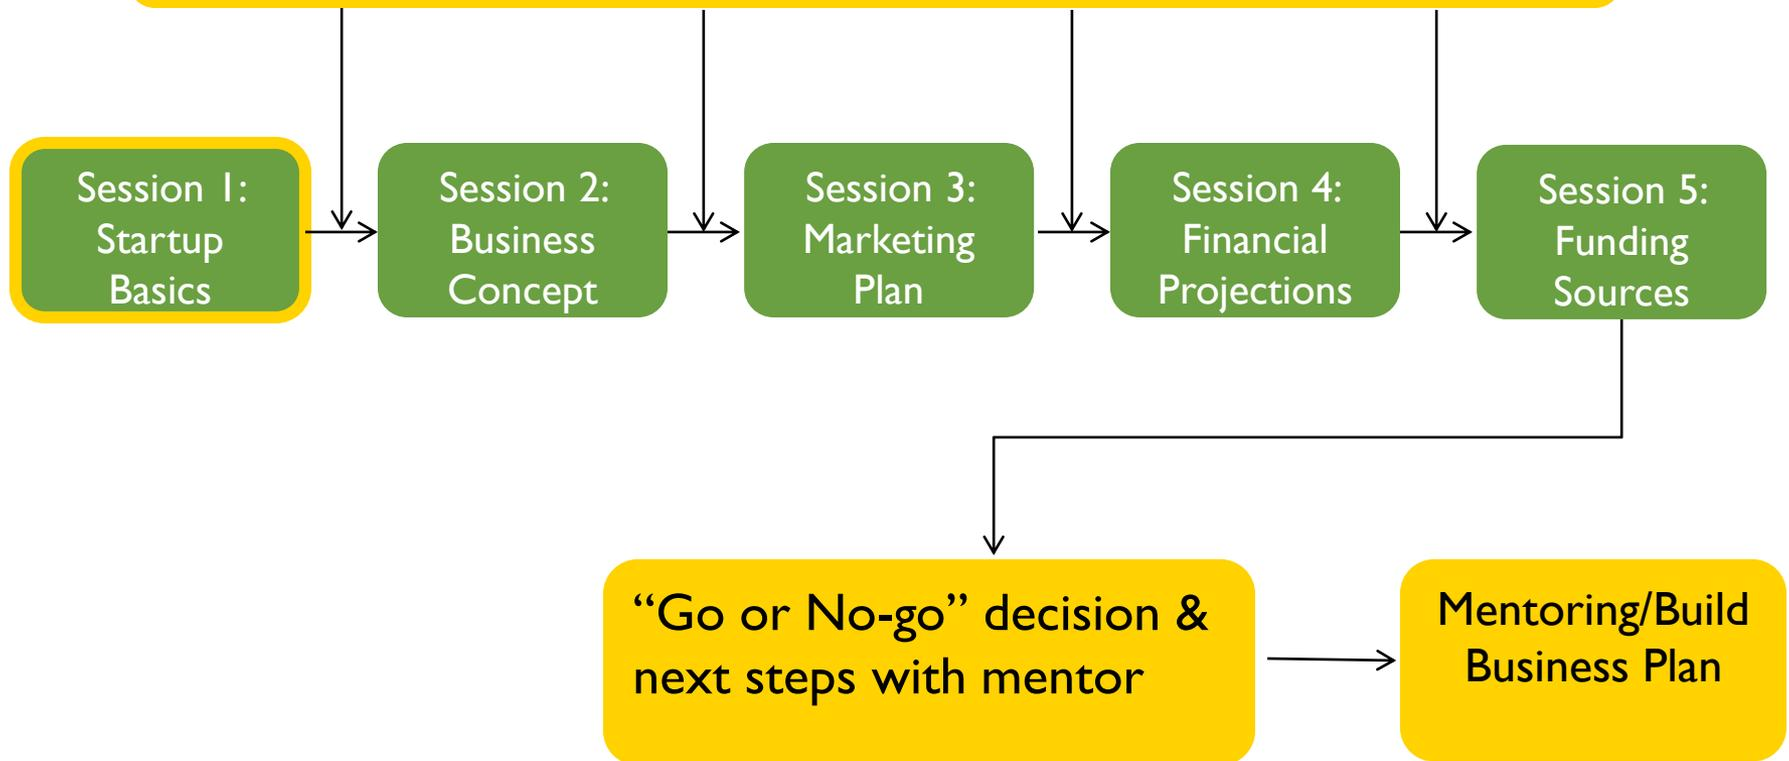 Session 1:
Startup
Basics
Session 2:
Business
Concept
Session 3:
Marketing
Plan
Session 4:
Financial
Projections
Session 5:
Funding
Sources
“Go or No-go” decision &
next steps with mentor
Mentoring/Build
Business Plan